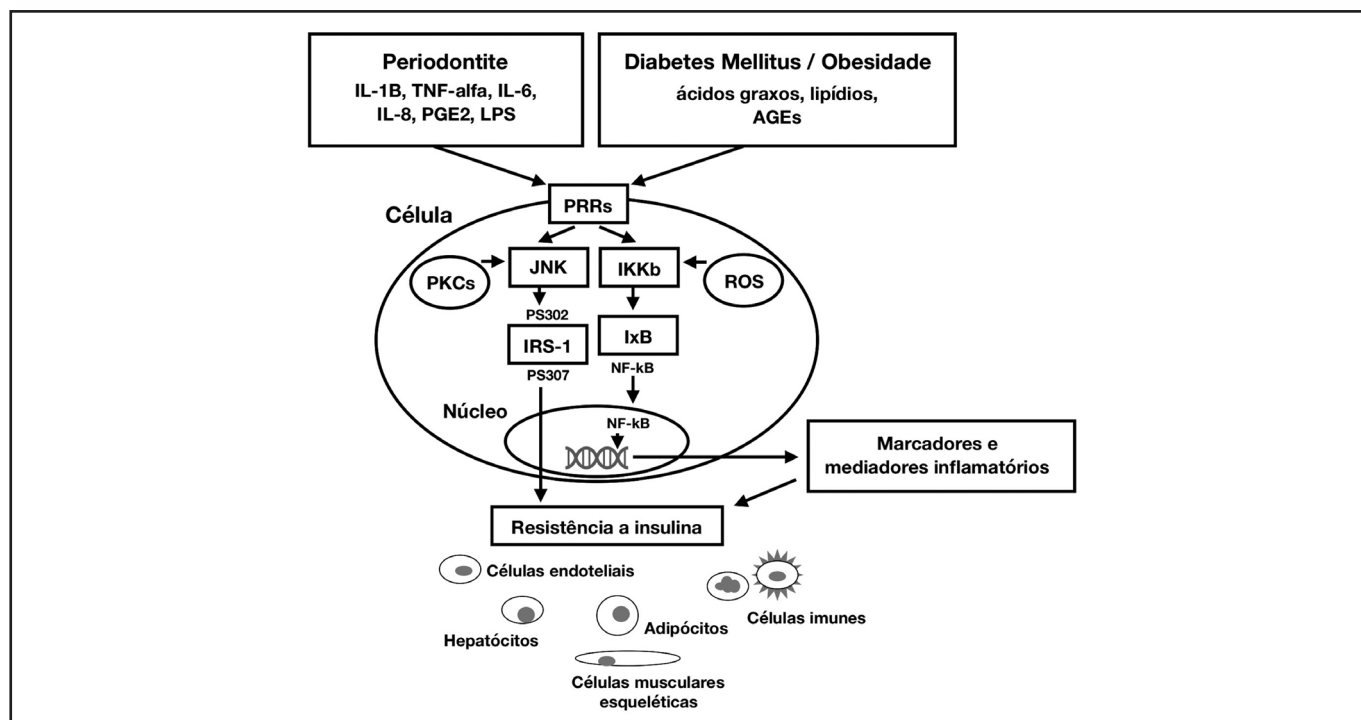 Periodontite
IL-1B, TNF-alfa, IL-6,
IL-8, PGE2, LPS
Diabetes Mellitus / Obesidade
ácidos graxos, lipídios,
AGEs
PRRs
Célula
PKCs
JNK
IKKb
ROS
PS302
IRS-1
PS307
IxB
NF-kB
Núcleo
NF-kB
Marcadores e
mediadores inflamatórios
Resistência a insulina
Células endoteliais
Células imunes
Hepatócitos
Adipócitos
Células musculares
esqueléticas